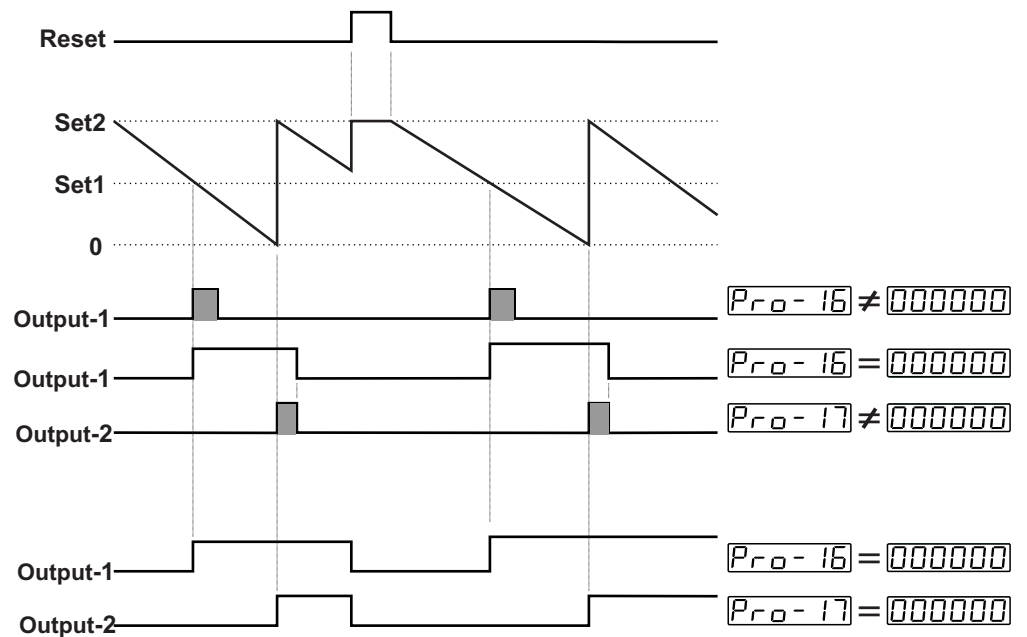 Reset
Set2
Set1
0
Output-1 Pro-16 ≠ 000000
Output-1 Pro-16 = 000000
Output-2 Pro-17 ≠ 000000
Output-1 Pro-16 = 000000
Output-2 Pro-17 = 000000